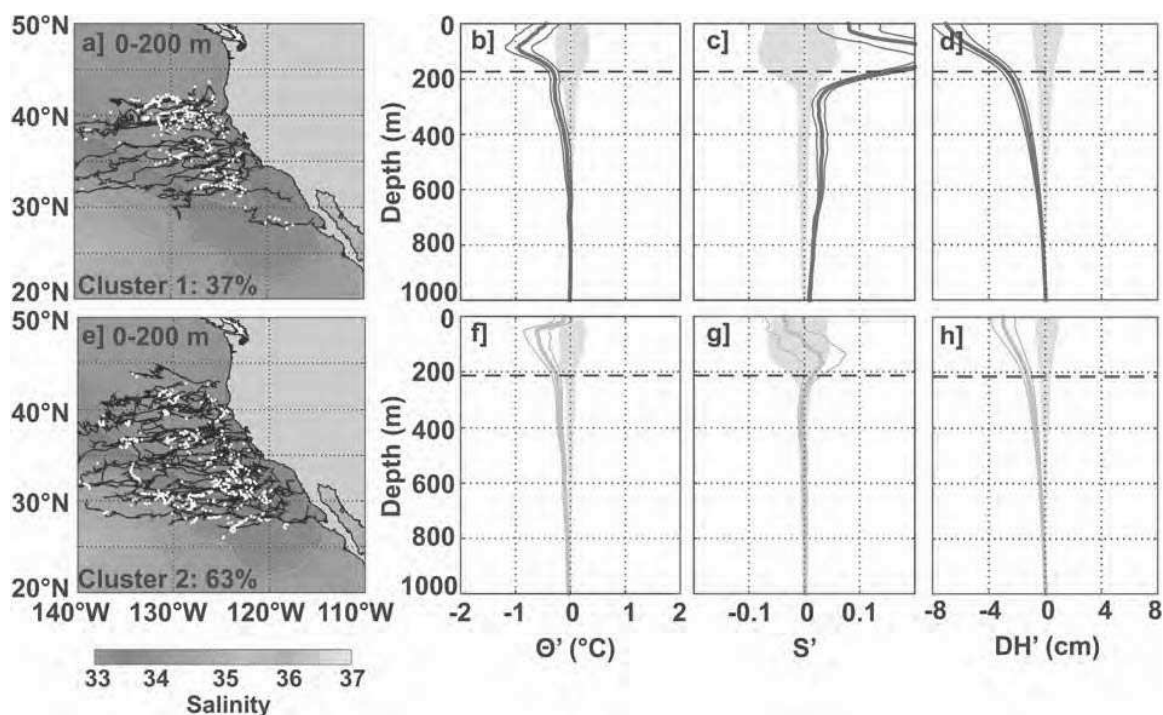 50°N
a] 0-200 m
40°N
30°N
20°N
Cluster 1: 37%
0
200
400
600
800
1000
Depth (m)
b]
c]
d]
50°N
e] 0-200 m
40°N
30°N
20°N
Cluster 2: 63%
140°W 130°W 120°W 110°W
0
200
400
600
800
1000
Depth (m)
f]
g]
h]
-2 -1 0 1 2
-0.1 0 0.1
-8 -4 0 4 8
Θ' (°C)
S'
DH' (cm)
33 34 35 36 37
Salinity